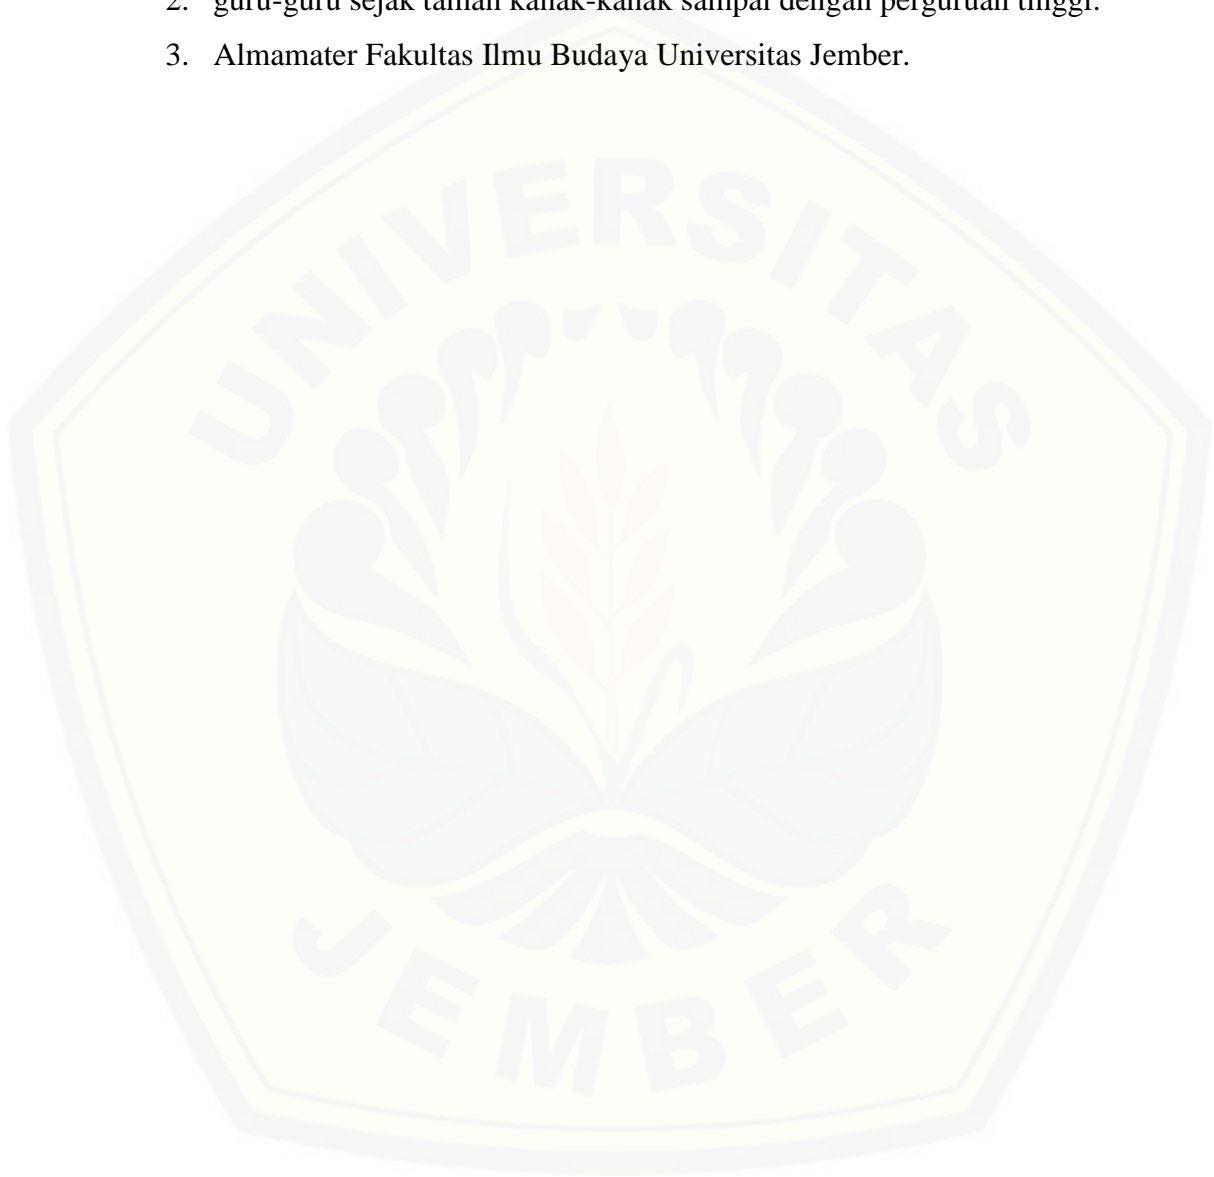 2. guru-guru sejak taman kanak-kanak sampai dengan perguruan tinggi.
3. Almamater Fakultas Ilmu Budaya Universitas Jember.
UNIVERSITAS
JEMBER